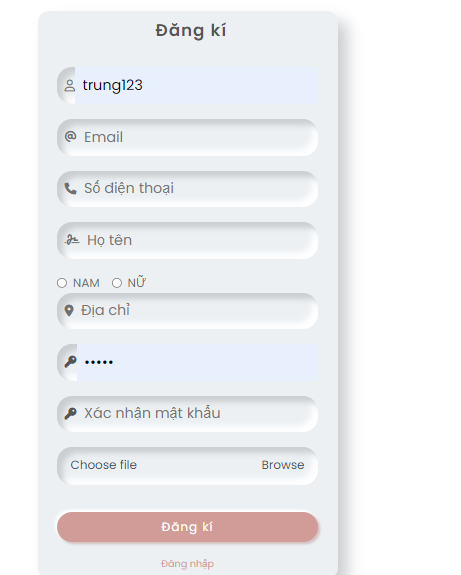 Đăng kí
trung123
@ Email
Số điện thoại
Họ tên
NAM NỮ
Địa chỉ
•••••
Xác nhận mật khẩu
Choose file Browse
Đăng kí
Đăng nhập